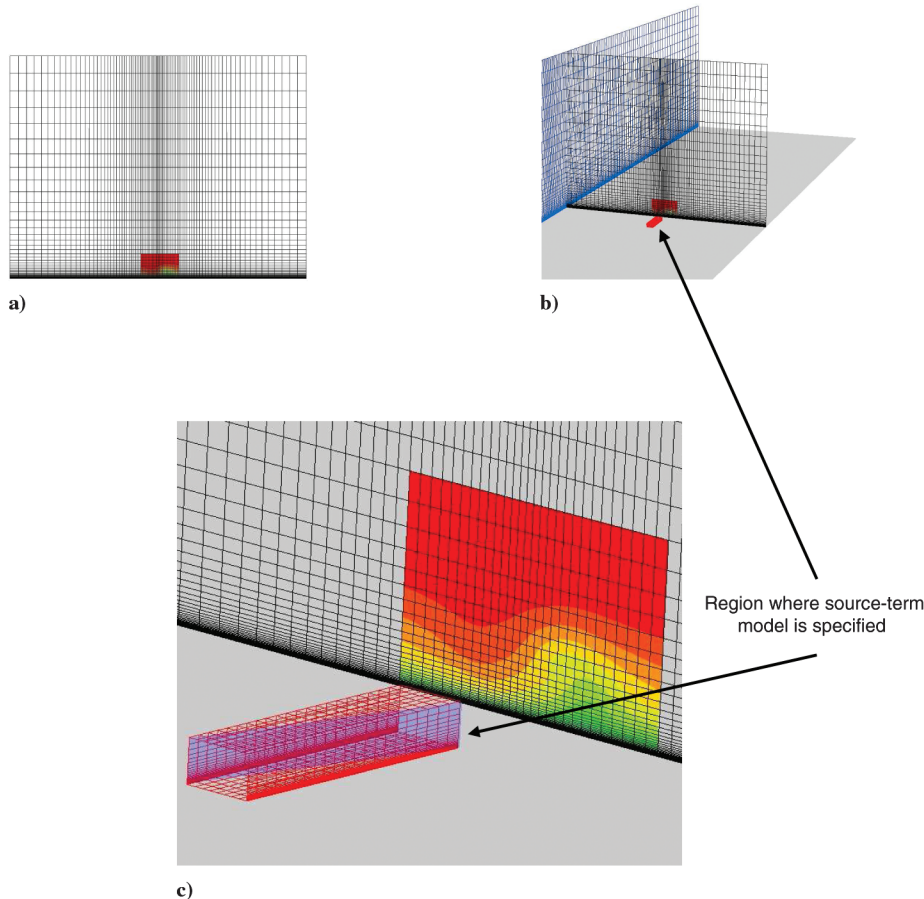 a)
b)
Region where source-term
model is specified
c)